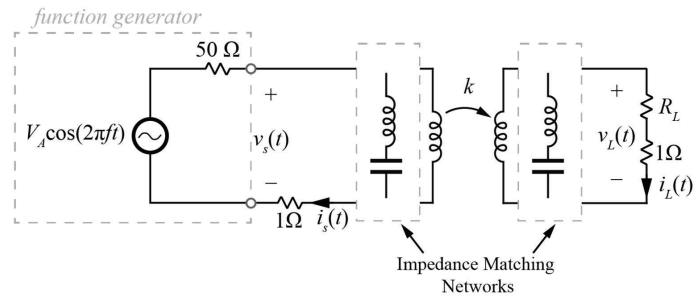 function generator
50 Ω
V_A cos(2πft)
+
v_s(t)
−
1Ω
i_s(t)
k
+
v_L(t)
−
R_L
1Ω
i_L(t)
Impedance Matching
Networks